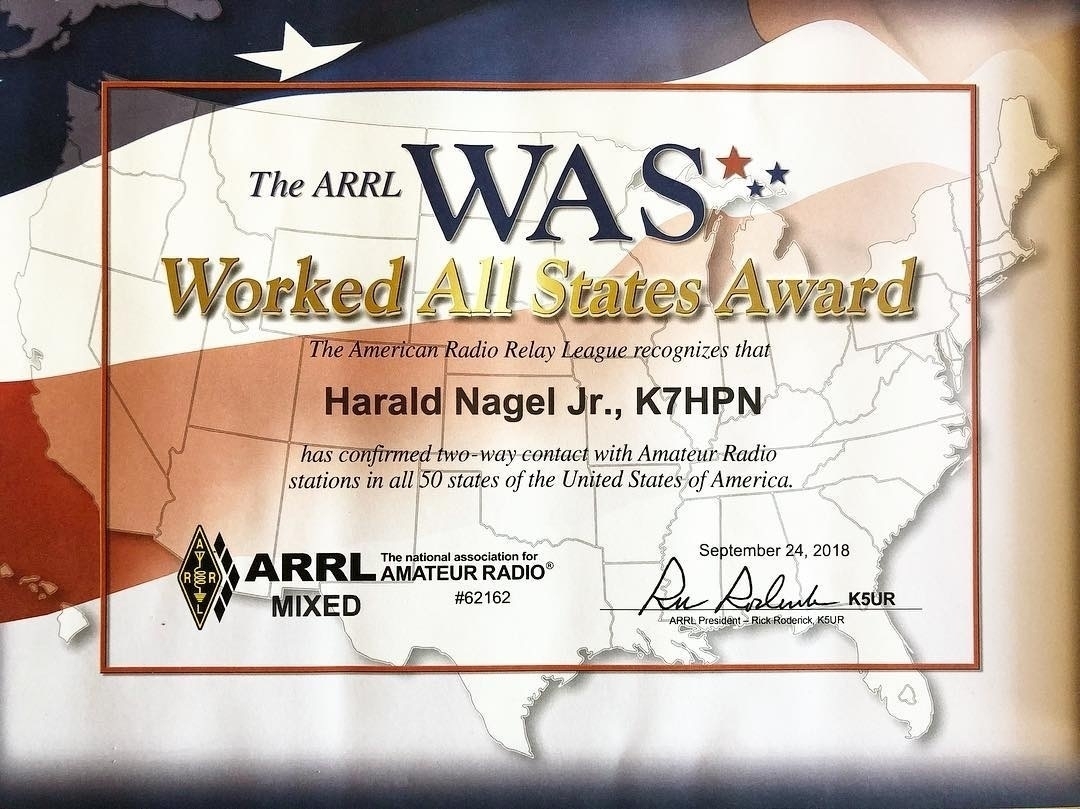 The ARRL WAS
Worked All States Award
The American Radio Relay League recognizes that
Harald Nagel Jr., K7HPN
has confirmed two-way contact with Amateur Radio
stations in all 50 states of the United States of America.
A
R R
L
ARRL The national association for
AMATEUR RADIO®
MIXED
#62162
September 24, 2018
K5UR
ARRL President – Rick Roderick, K5UR